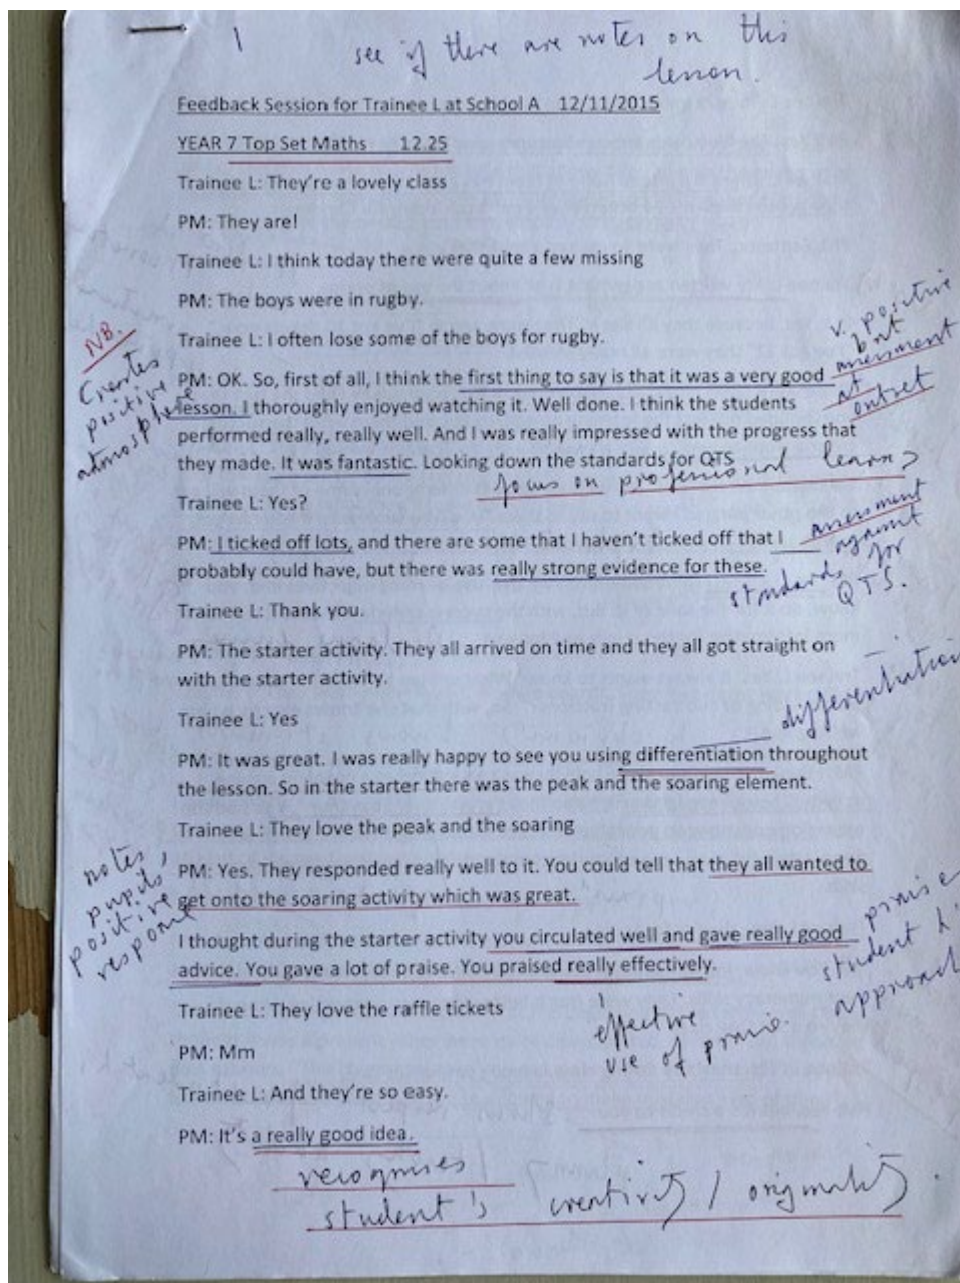 1
see if there are notes on this
lesson.
Feedback Session for Trainee L at School A 12/11/2015
YEAR 7 Top Set Maths 12.25
Trainee L: They're a lovely class
PM: They are!
Trainee L: I think today there were quite a few missing
PM: The boys were in rugby.
Trainee L: I often lose some of the boys for rugby.
NB.
Creates
positive
atmosphere
v. positive
but
assessment
at
outset
PM: OK. So, first of all, I think the first thing to say is that it was a very good
lesson. I thoroughly enjoyed watching it. Well done. I think the students
performed really, really well. And I was really impressed with the progress that
they made. It was fantastic. Looking down the standards for QTS
focus on professional learn
Trainee L: Yes?
PM: I ticked off lots, and there are some that I haven't ticked off that I
probably could have, but there was really strong evidence for these.
assessment
against
standards for
QTS.
Trainee L: Thank you.
PM: The starter activity. They all arrived on time and they all got straight on
with the starter activity.
Trainee L: Yes
differentiation
PM: It was great. I was really happy to see you using differentiation throughout
the lesson. So in the starter there was the peak and the soaring element.
Trainee L: They love the peak and the soaring
notes
pupils'
positive
response
PM: Yes. They responded really well to it. You could tell that they all wanted to
get onto the soaring activity which was great.
I thought during the starter activity you circulated well and gave really good
advice. You gave a lot of praise. You praised really effectively.
praise
student L's
approach
Trainee L: They love the raffle tickets
effective
use of praise.
PM: Mm
Trainee L: And they're so easy.
PM: It's a really good idea.
recognises
student's creativity / originality.